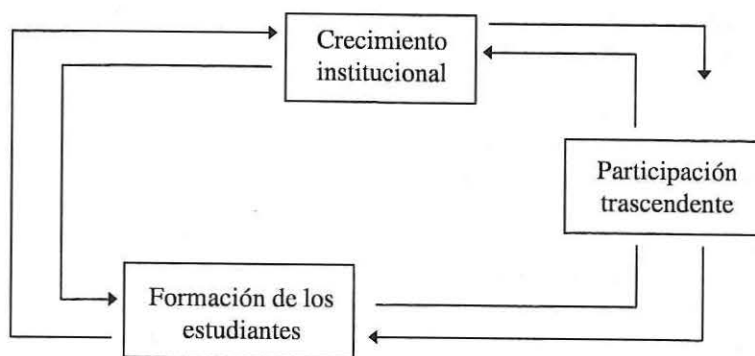 Crecimiento
institucional
Participación
trascendente
Formación de los
estudiantes